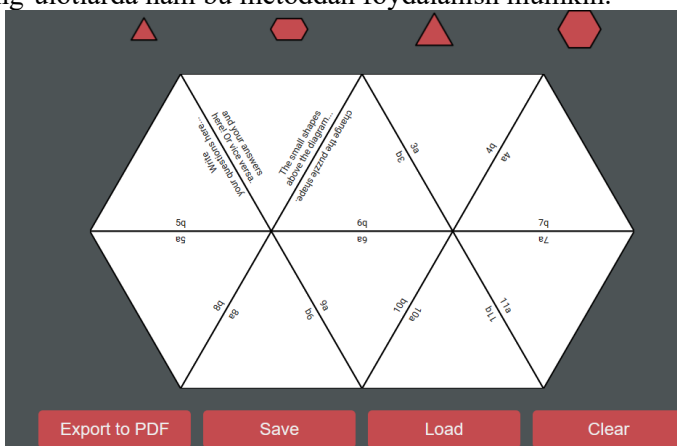 ng'ulotlarda ham bu metoddan foydalanish mumkin.
and your answers
here! Or vice versa
Write
your questions here...
The small shapes
above the diagram...
change the puzzle shape.
3a
3q
4q
4a
5q
5a
6q
6a
7q
7a
8q
8a
9a
9q
10q
10a
11a
11q
Export to PDF
Save
Load
Clear